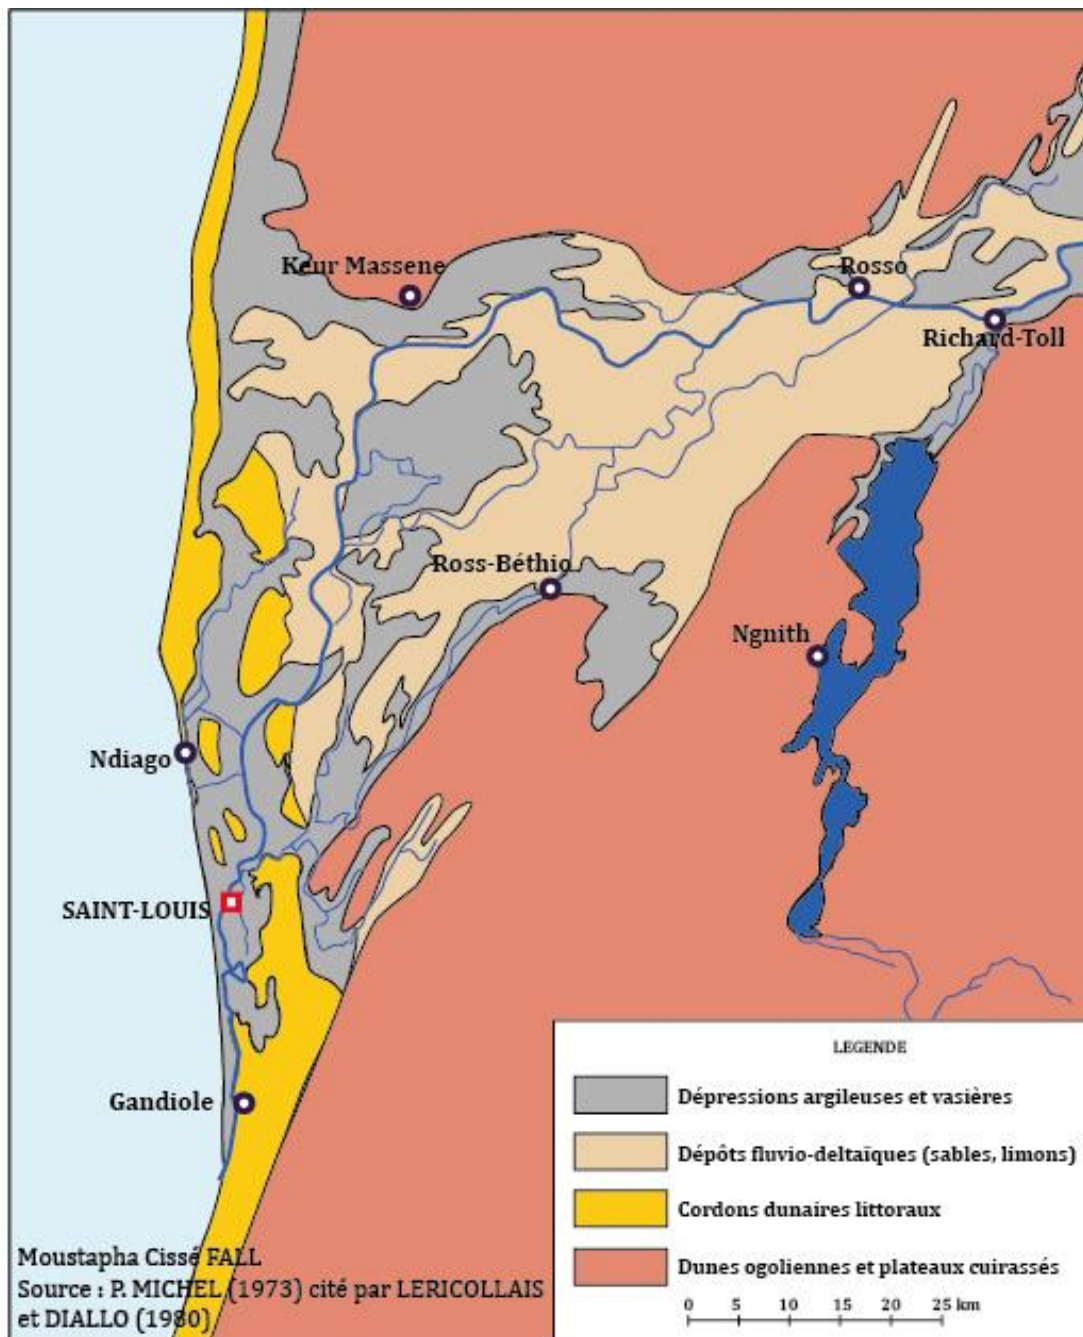 Keur Massene
Rosso
Richard-Toll
Ross-Béthio
Ngnith
Ndiago
SAINT-LOUIS
Gandiole
LEGENDE
Dépressions argileuses et vasières
Dépôts fluvio-deltaïques (sables, limons)
Cordons dunaires littoraux
Dunes ogoliennes et plateaux cuirassés
0 5 10 15 20 25 km
Moustapha Cissé FALL
Source : P. MICHEL (1973) cité par LERICOLLAIS
et DIALLO (1980)